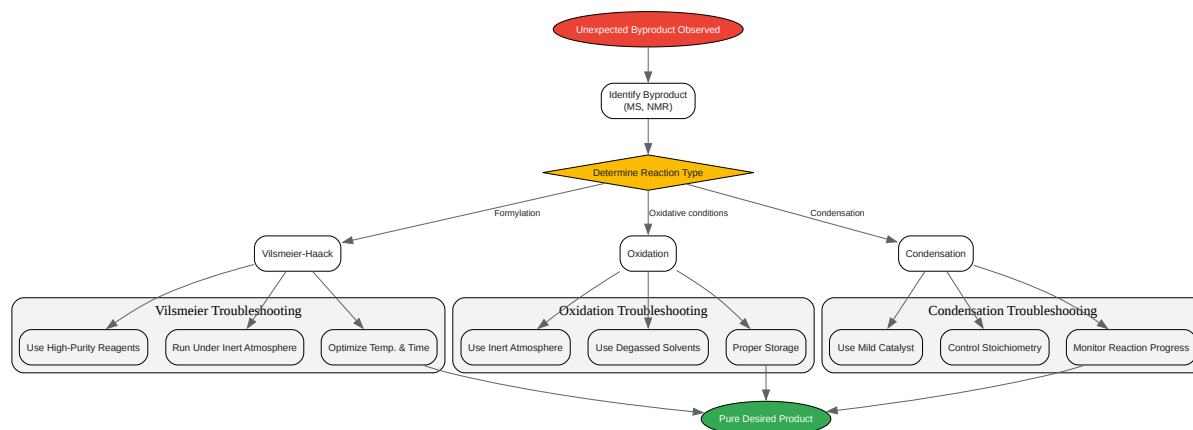 Unexpected Byproduct Observed
Identify Byproduct
(MS, NMR)
Determine Reaction Type
Formylation
Oxidative conditions
Condensation
Vilsmeier-Haack
Oxidation
Condensation
Vilsmeier Troubleshooting
Oxidation Troubleshooting
Condensation Troubleshooting
Use High-Purity Reagents
Run Under Inert Atmosphere
Optimize Temp. & Time
Use Inert Atmosphere
Use Degassed Solvents
Proper Storage
Use Mild Catalyst
Control Stoichiometry
Monitor Reaction Progress
Pure Desired Product